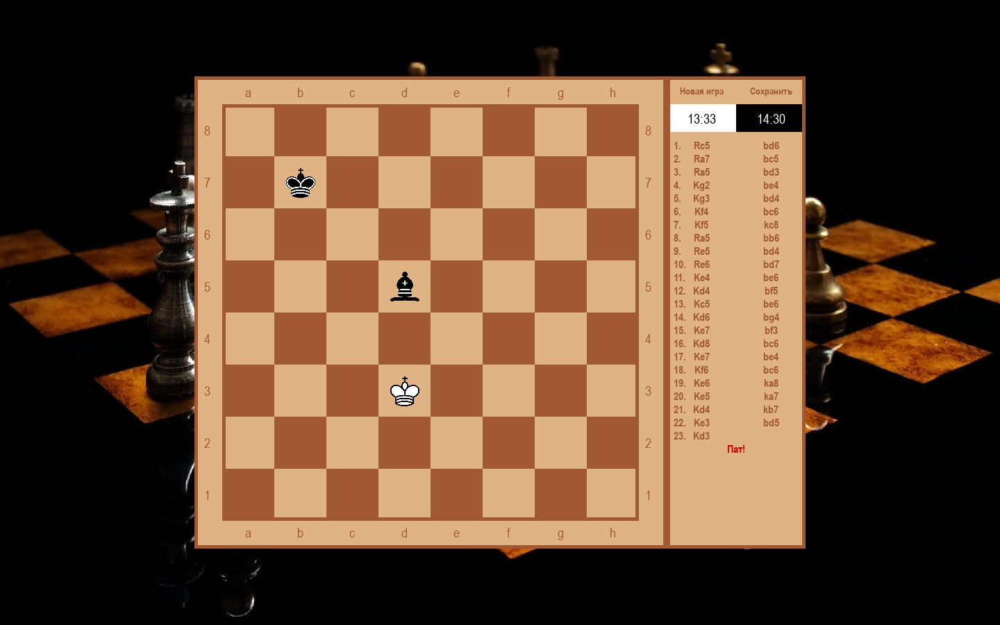 a b c d e f g h
Новая игра Сохранить
13:33 14:30
8 8
7 7
6 6
5 5
4 4
3 3
2 2
1 1
a b c d e f g h
1. Rc5 bd6
2. Ra7 bc5
3. Ra5 bd3
4. Kg2 be4
5. Kg3 bd4
6. Kf4 bc6
7. Kf5 kc8
8. Ra5 bb6
9. Re5 bd4
10. Re6 bd7
11. Ke4 be6
12. Kd4 bf5
13. Kc5 be6
14. Kd6 bg4
15. Ke7 bf3
16. Kd8 bc6
17. Ke7 be4
18. Kf6 bc6
19. Ke6 ka8
20. Ke5 ka7
21. Kd4 kb7
22. Ke3 bd5
23. Kd3
Пат!